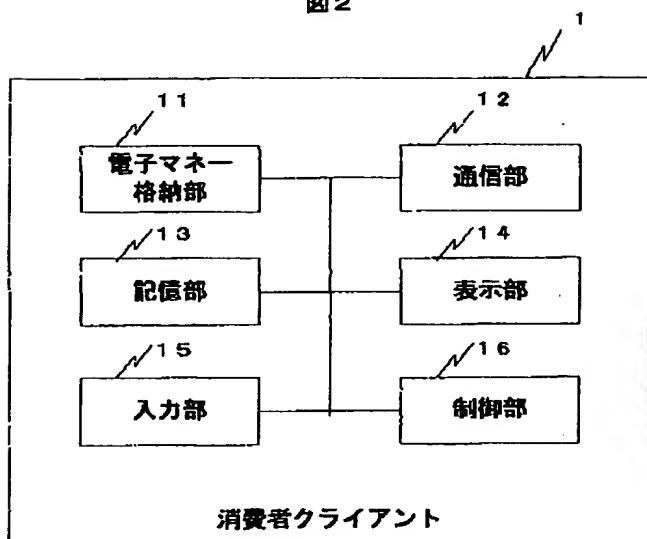 図2
1
11
電子マネー
格納部
12
通信部
13
記憶部
14
表示部
15
入力部
16
制御部
消費者クライアント